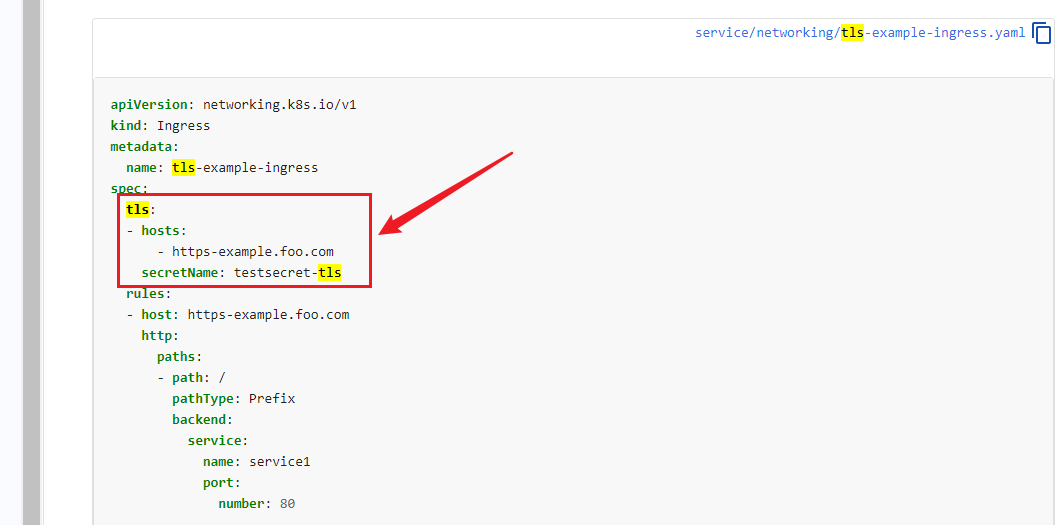 service/networking/tls-example-ingress.yaml
apiVersion: networking.k8s.io/v1
kind: Ingress
metadata:
  name: tls-example-ingress
spec:
  tls:
  - hosts:
      - https-example.foo.com
    secretName: testsecret-tls
  rules:
  - host: https-example.foo.com
    http:
      paths:
      - path: /
        pathType: Prefix
        backend:
          service:
            name: service1
            port:
              number: 80